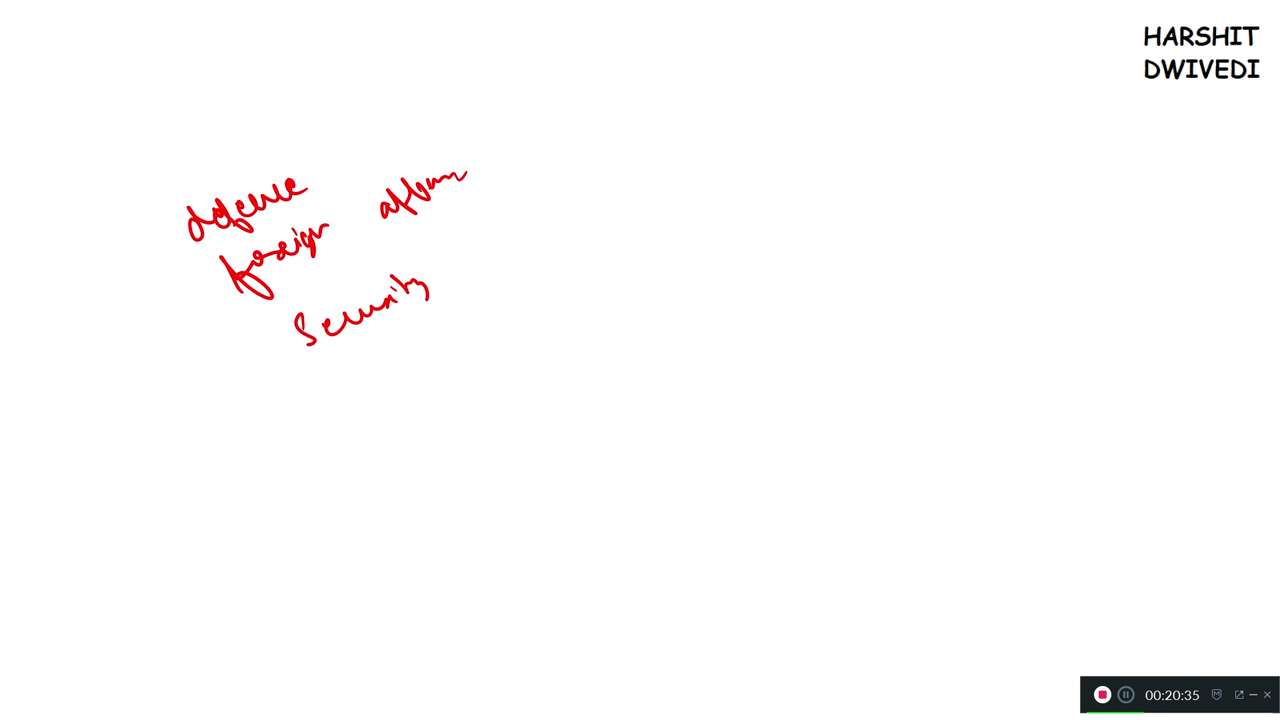 HARSHIT
DWIVEDI
defence
foreign affairs
Security
00:20:35